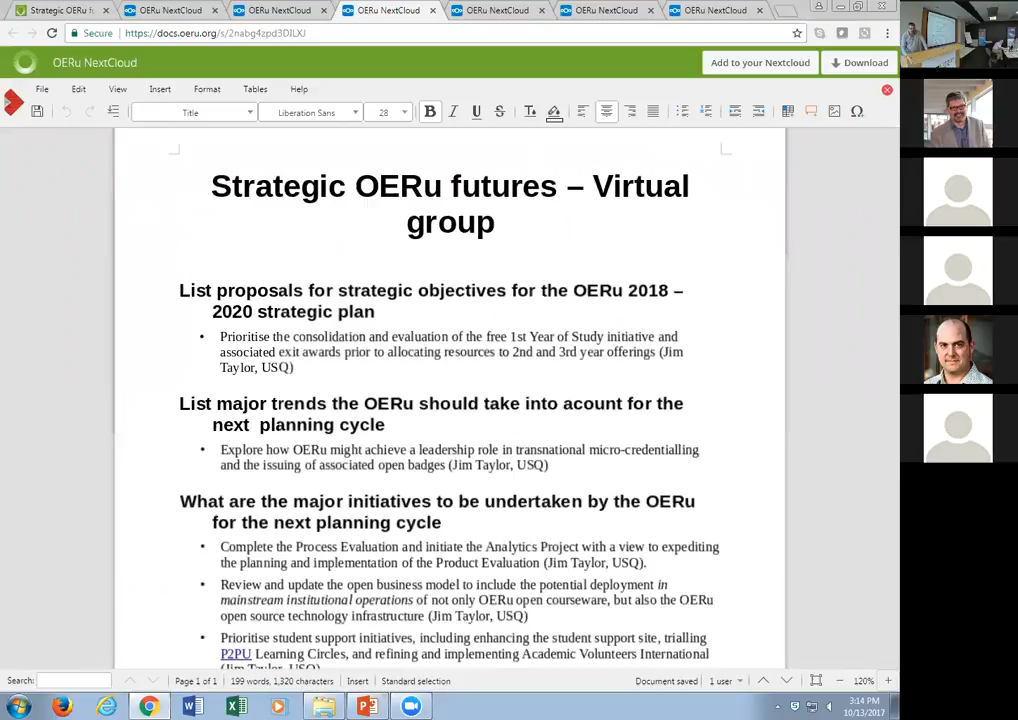 Strategic OERu fu
OERu NextCloud
OERu NextCloud
OERu NextCloud
OERu NextCloud
OERu NextCloud
OERu NextCloud
Secure
https://docs.oeru.org/s/2nabg4zpd3DILXJ
OERu NextCloud
Add to your Nextcloud
Download
File Edit View Insert Format Tables Help
Title
Liberation Sans
28
Strategic OERu futures – Virtual
group
List proposals for strategic objectives for the OERu 2018 –
2020 strategic plan
• Prioritise the consolidation and evaluation of the free 1st Year of Study initiative and
associated exit awards prior to allocating resources to 2nd and 3rd year offerings (Jim
Taylor, USQ)
List major trends the OERu should take into acount for the
next planning cycle
• Explore how OERu might achieve a leadership role in transnational micro-credentialling
and the issuing of associated open badges (Jim Taylor, USQ)
What are the major initiatives to be undertaken by the OERu
for the next planning cycle
• Complete the Process Evaluation and initiate the Analytics Project with a view to expediting
the planning and implementation of the Product Evaluation (Jim Taylor, USQ).
• Review and update the open business model to include the potential deployment in
mainstream institutional operations of not only OERu open courseware, but also the OERu
open source technology infrastructure (Jim Taylor, USQ)
• Prioritise student support initiatives, including enhancing the student support site, trialling
P2PU Learning Circles, and refining and implementing Academic Volunteers International
(Jim Taylor, USQ)
Search:
Page 1 of 1
199 words, 1,320 characters
Insert
Standard selection
Document saved
1 user
120%
3:14 PM
10/13/2017